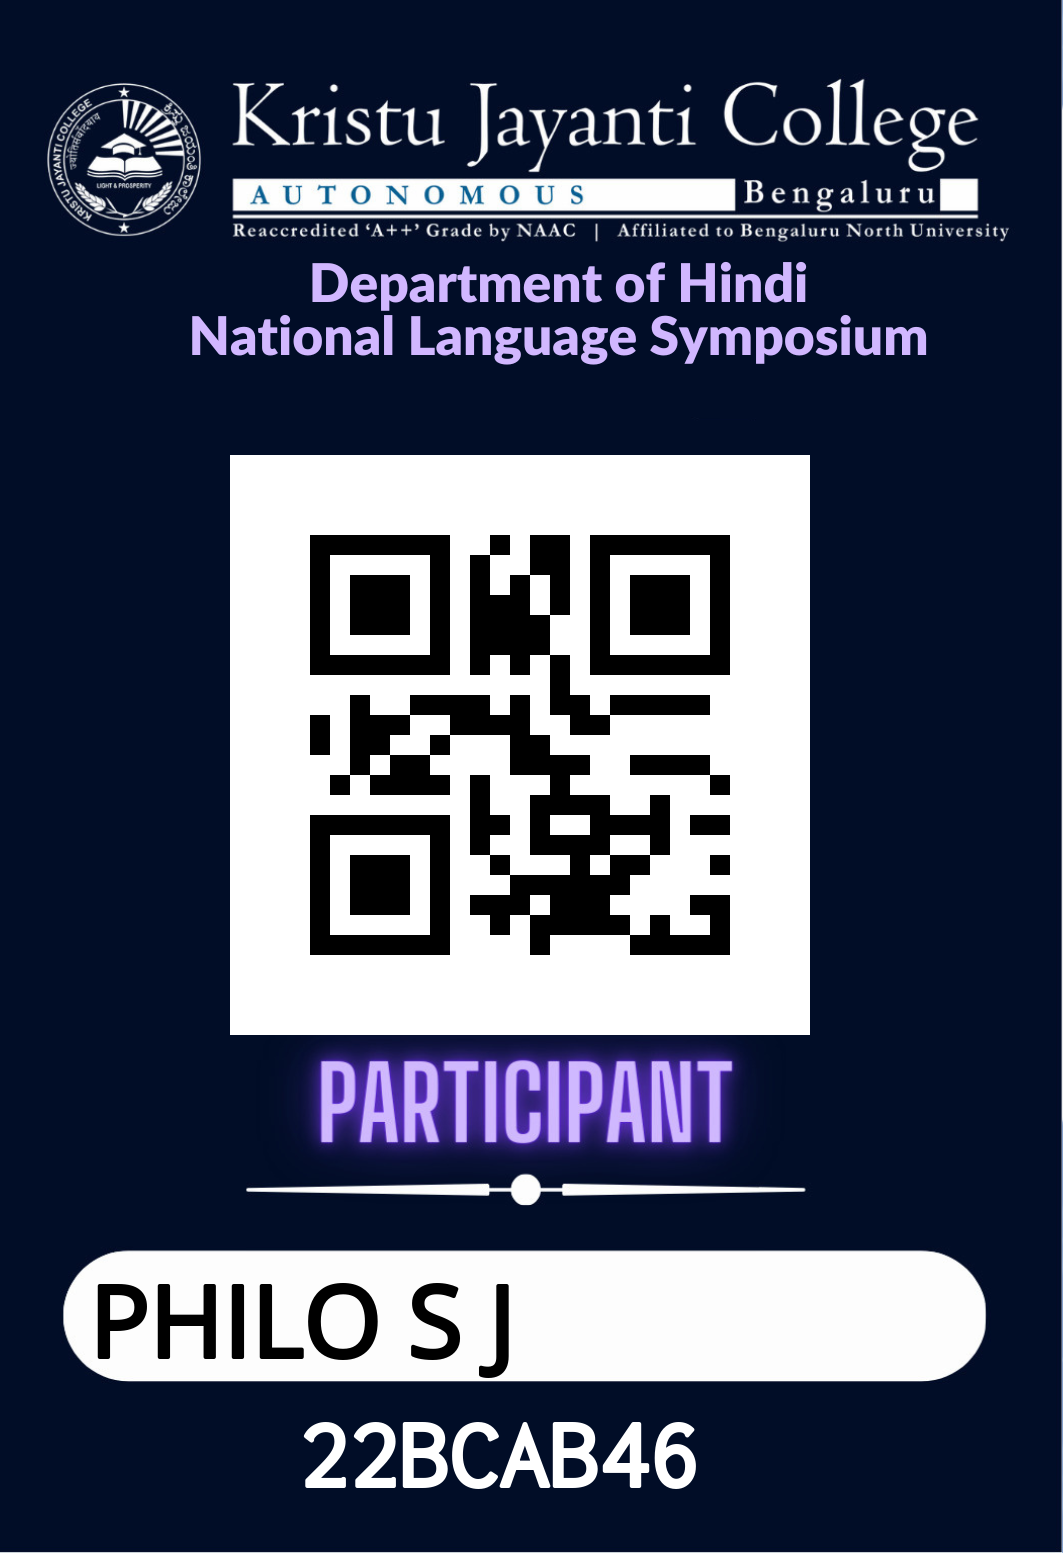 Kristu Jayanti College
AUTONOMOUS Bengaluru
Reaccredited ‘A++’ Grade by NAAC | Affiliated to Bengaluru North University
KRISTU JAYANTI COLLEGE
LIGHT & PROSPERITY
Department of Hindi
National Language Symposium
PARTICIPANT
PHILO S J
22BCAB46